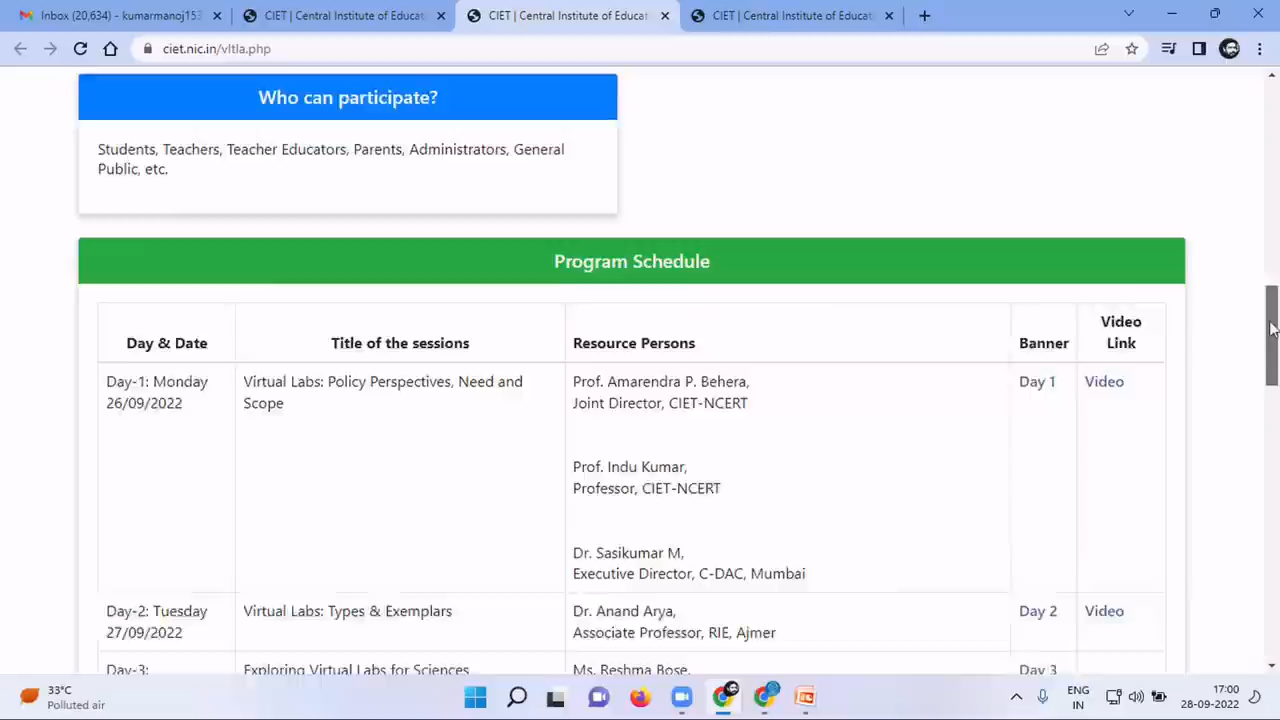 Inbox (20,634) - kumarmanoj153
CIET | Central Institute of Educat
CIET | Central Institute of Educat
CIET | Central Institute of Educat
ciet.nic.in/vltla.php
Who can participate?
Students, Teachers, Teacher Educators, Parents, Administrators, General
Public, etc.
Program Schedule
Day & Date
Title of the sessions
Resource Persons
Banner
Video
Link
Day-1: Monday
26/09/2022
Virtual Labs: Policy Perspectives, Need and
Scope
Prof. Amarendra P. Behera,
Joint Director, CIET-NCERT
Prof. Indu Kumar,
Professor, CIET-NCERT
Dr. Sasikumar M,
Executive Director, C-DAC, Mumbai
Day 1
Video
Day-2: Tuesday
27/09/2022
Virtual Labs: Types & Exemplars
Dr. Anand Arya,
Associate Professor, RIE, Ajmer
Day 2
Video
Day-3:
Exploring Virtual Labs for Sciences
Ms. Reshma Bose,
Day 3
33°C
Polluted air
ENG
IN
17:00
28-09-2022